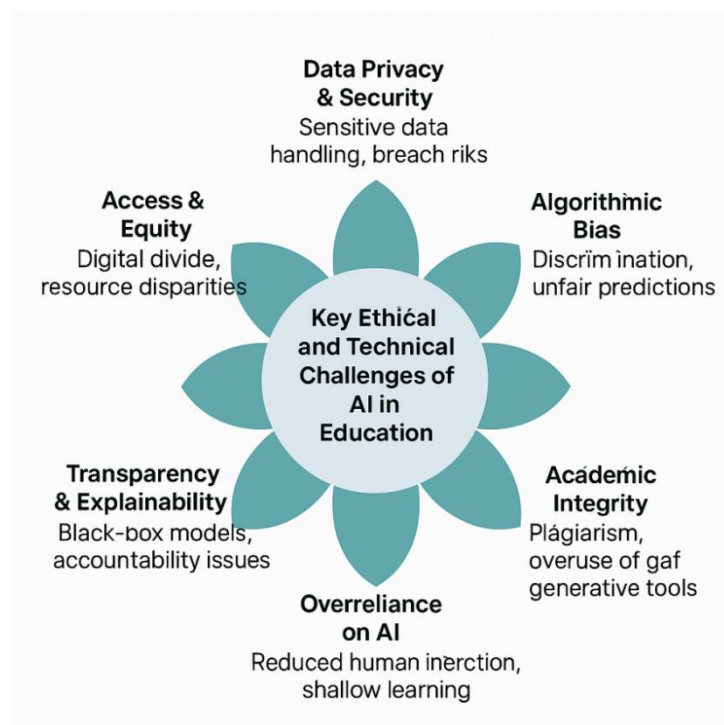 Data Privacy
& Security
Sensitive data
handling, breach riks
Access &
Equity
Digital divide,
resource disparities
Algorithmic
Bias
Discrim ination,
unfair predictions
Key Ethical
and Technical
Challenges of
AI in
Education
Transparency
& Explainability
Black-box models,
accountability issues
Academic
Integrity
Plágiarism,
overuse of gaf
generative tools
Overreliance
on AI
Reduced human inerction,
shallow learning